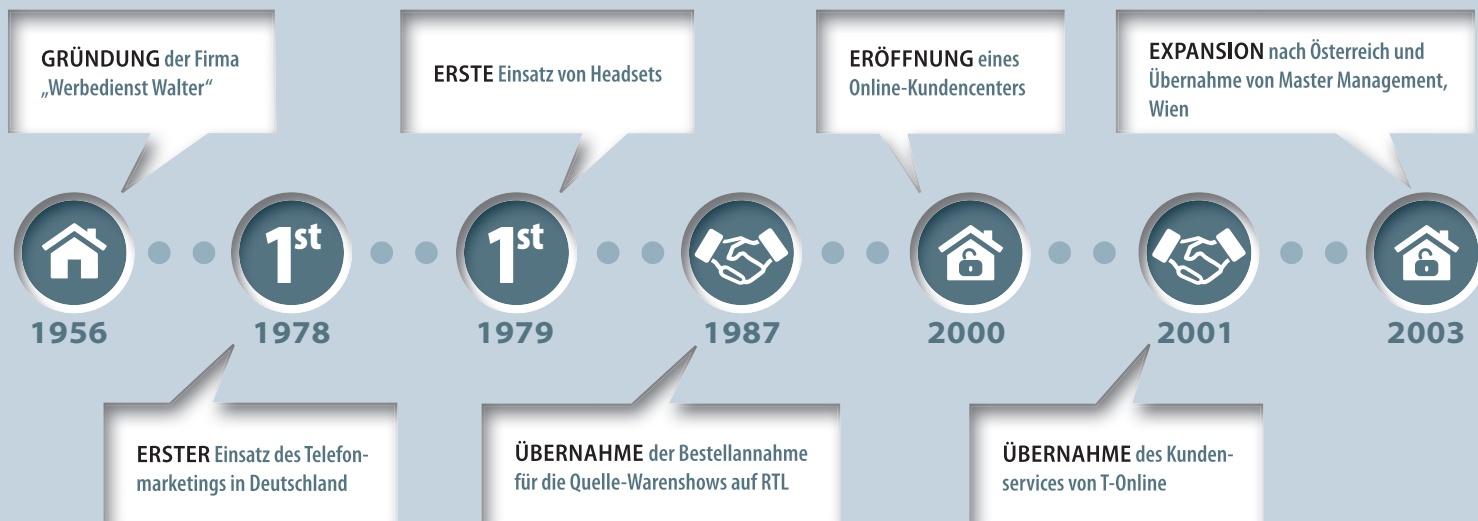 GRÜNDUNG der Firma
„Werbedienst Walter“
ERSTE Einsatz von Headsets
ERÖFFNUNG eines
Online-Kundencenters
EXPANSION nach Österreich und
Übernahme von Master Management,
Wien
1st
1st
1956
1978
1979
1987
2000
2001
2003
ERSTER Einsatz des Telefon-
marketings in Deutschland
ÜBERNAHME der Bestellannahme
für die Quelle-Warenshows auf RTL
ÜBERNAHME des Kunden-
services von T-Online